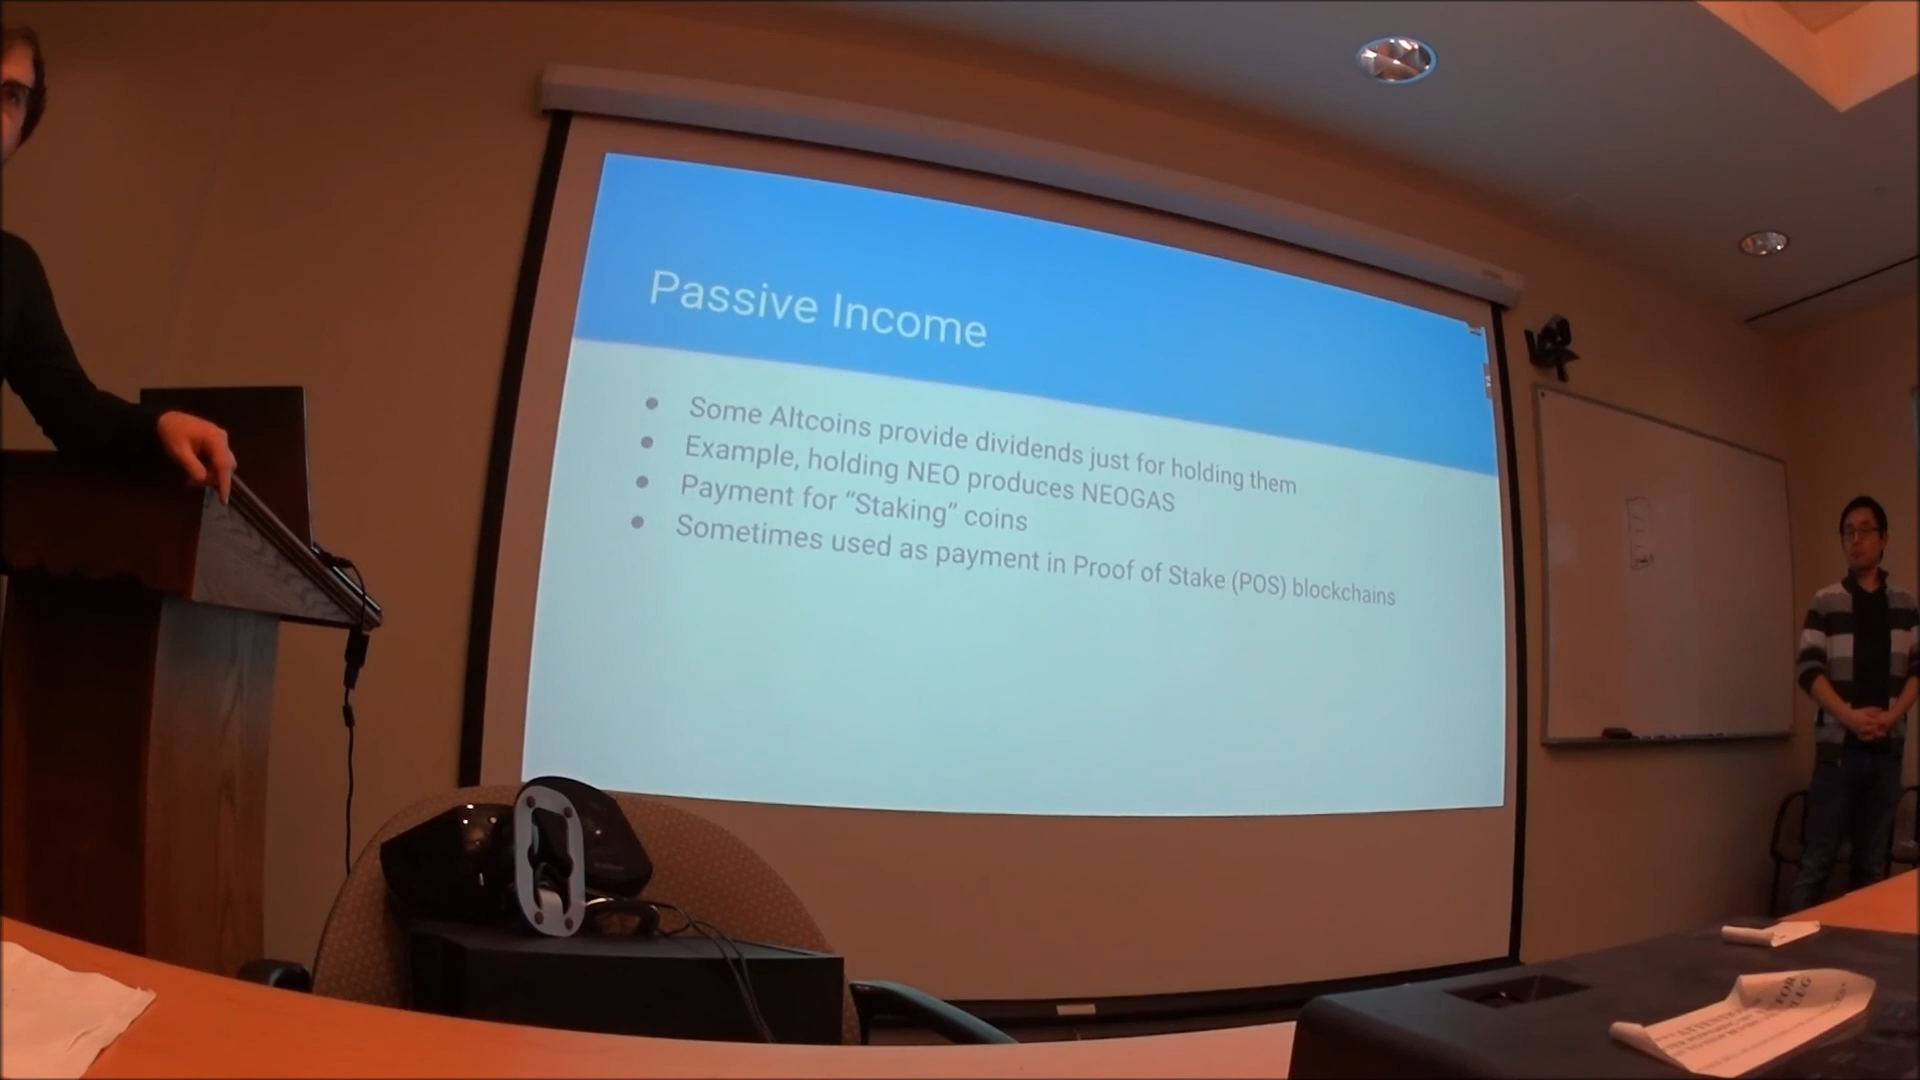 Passive Income
Some Altcoins provide dividends just for holding them
Example, holding NEO produces NEOGAS
Payment for “Staking” coins
Sometimes used as payment in Proof of Stake (POS) blockchains
FOR